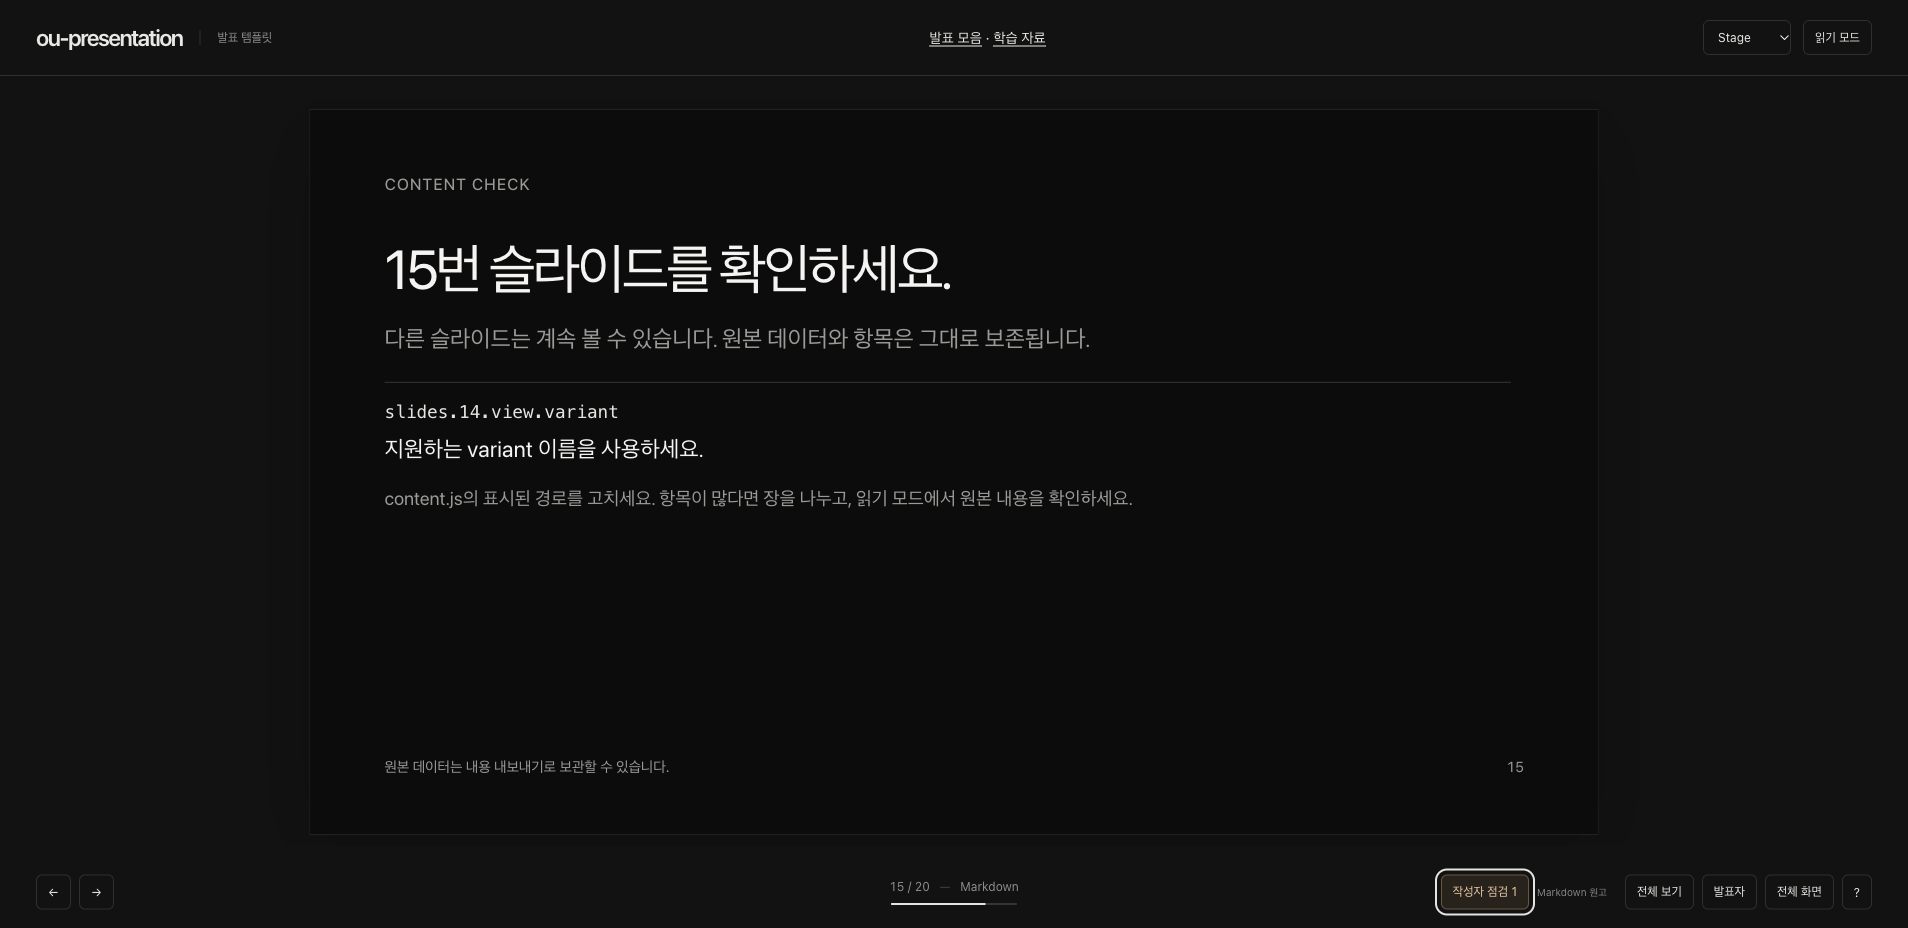 ou-presentation
발표 템플릿
발표 모음 · 학습 자료
Stage
읽기 모드
CONTENT CHECK
15번 슬라이드를 확인하세요.
다른 슬라이드는 계속 볼 수 있습니다. 원본 데이터와 항목은 그대로 보존됩니다.
slides.14.view.variant
지원하는 variant 이름을 사용하세요.
content.js의 표시된 경로를 고치세요. 항목이 많다면 장을 나누고, 읽기 모드에서 원본 내용을 확인하세요.
원본 데이터는 내용 내보내기로 보관할 수 있습니다.
15
←
→
15 / 20 — Markdown
작성자 점검 1
Markdown 원고
전체 보기
발표자
전체 화면
?